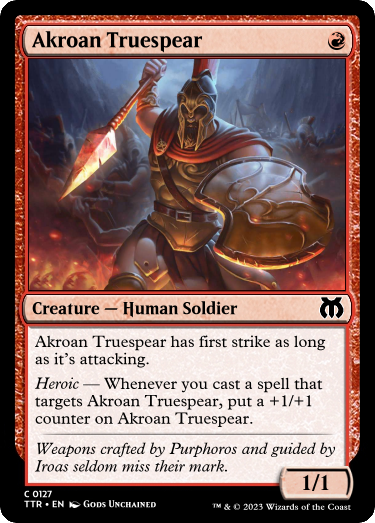 Akroan Truespear
Creature — Human Soldier
Akroan Truespear has first strike as long
as it's attacking.
Heroic — Whenever you cast a spell that
targets Akroan Truespear, put a +1/+1
counter on Akroan Truespear.
Weapons crafted by Purphoros and guided by
Iroas seldom miss their mark.
1/1
C 0127
TTR • EN Gods Unchained
™ & © 2023 Wizards of the Coast